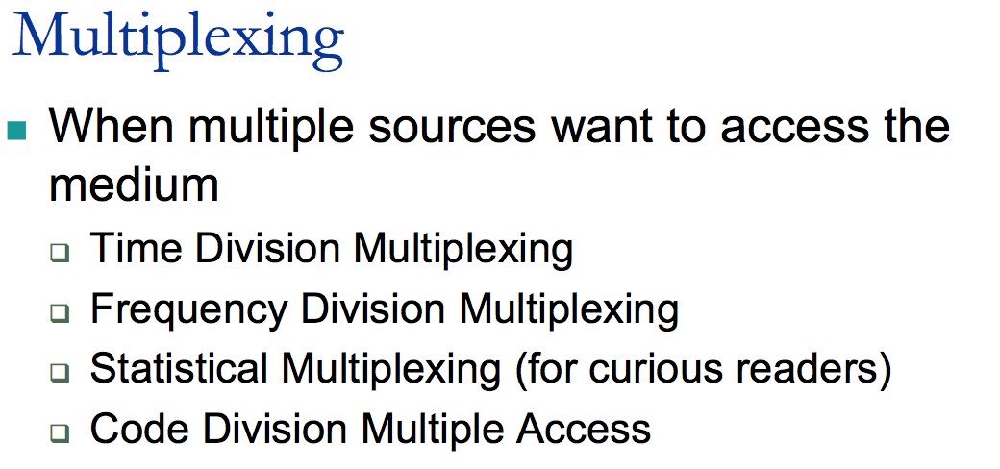 Multiplexing
When multiple sources want to access the
medium
Time Division Multiplexing
Frequency Division Multiplexing
Statistical Multiplexing (for curious readers)
Code Division Multiple Access